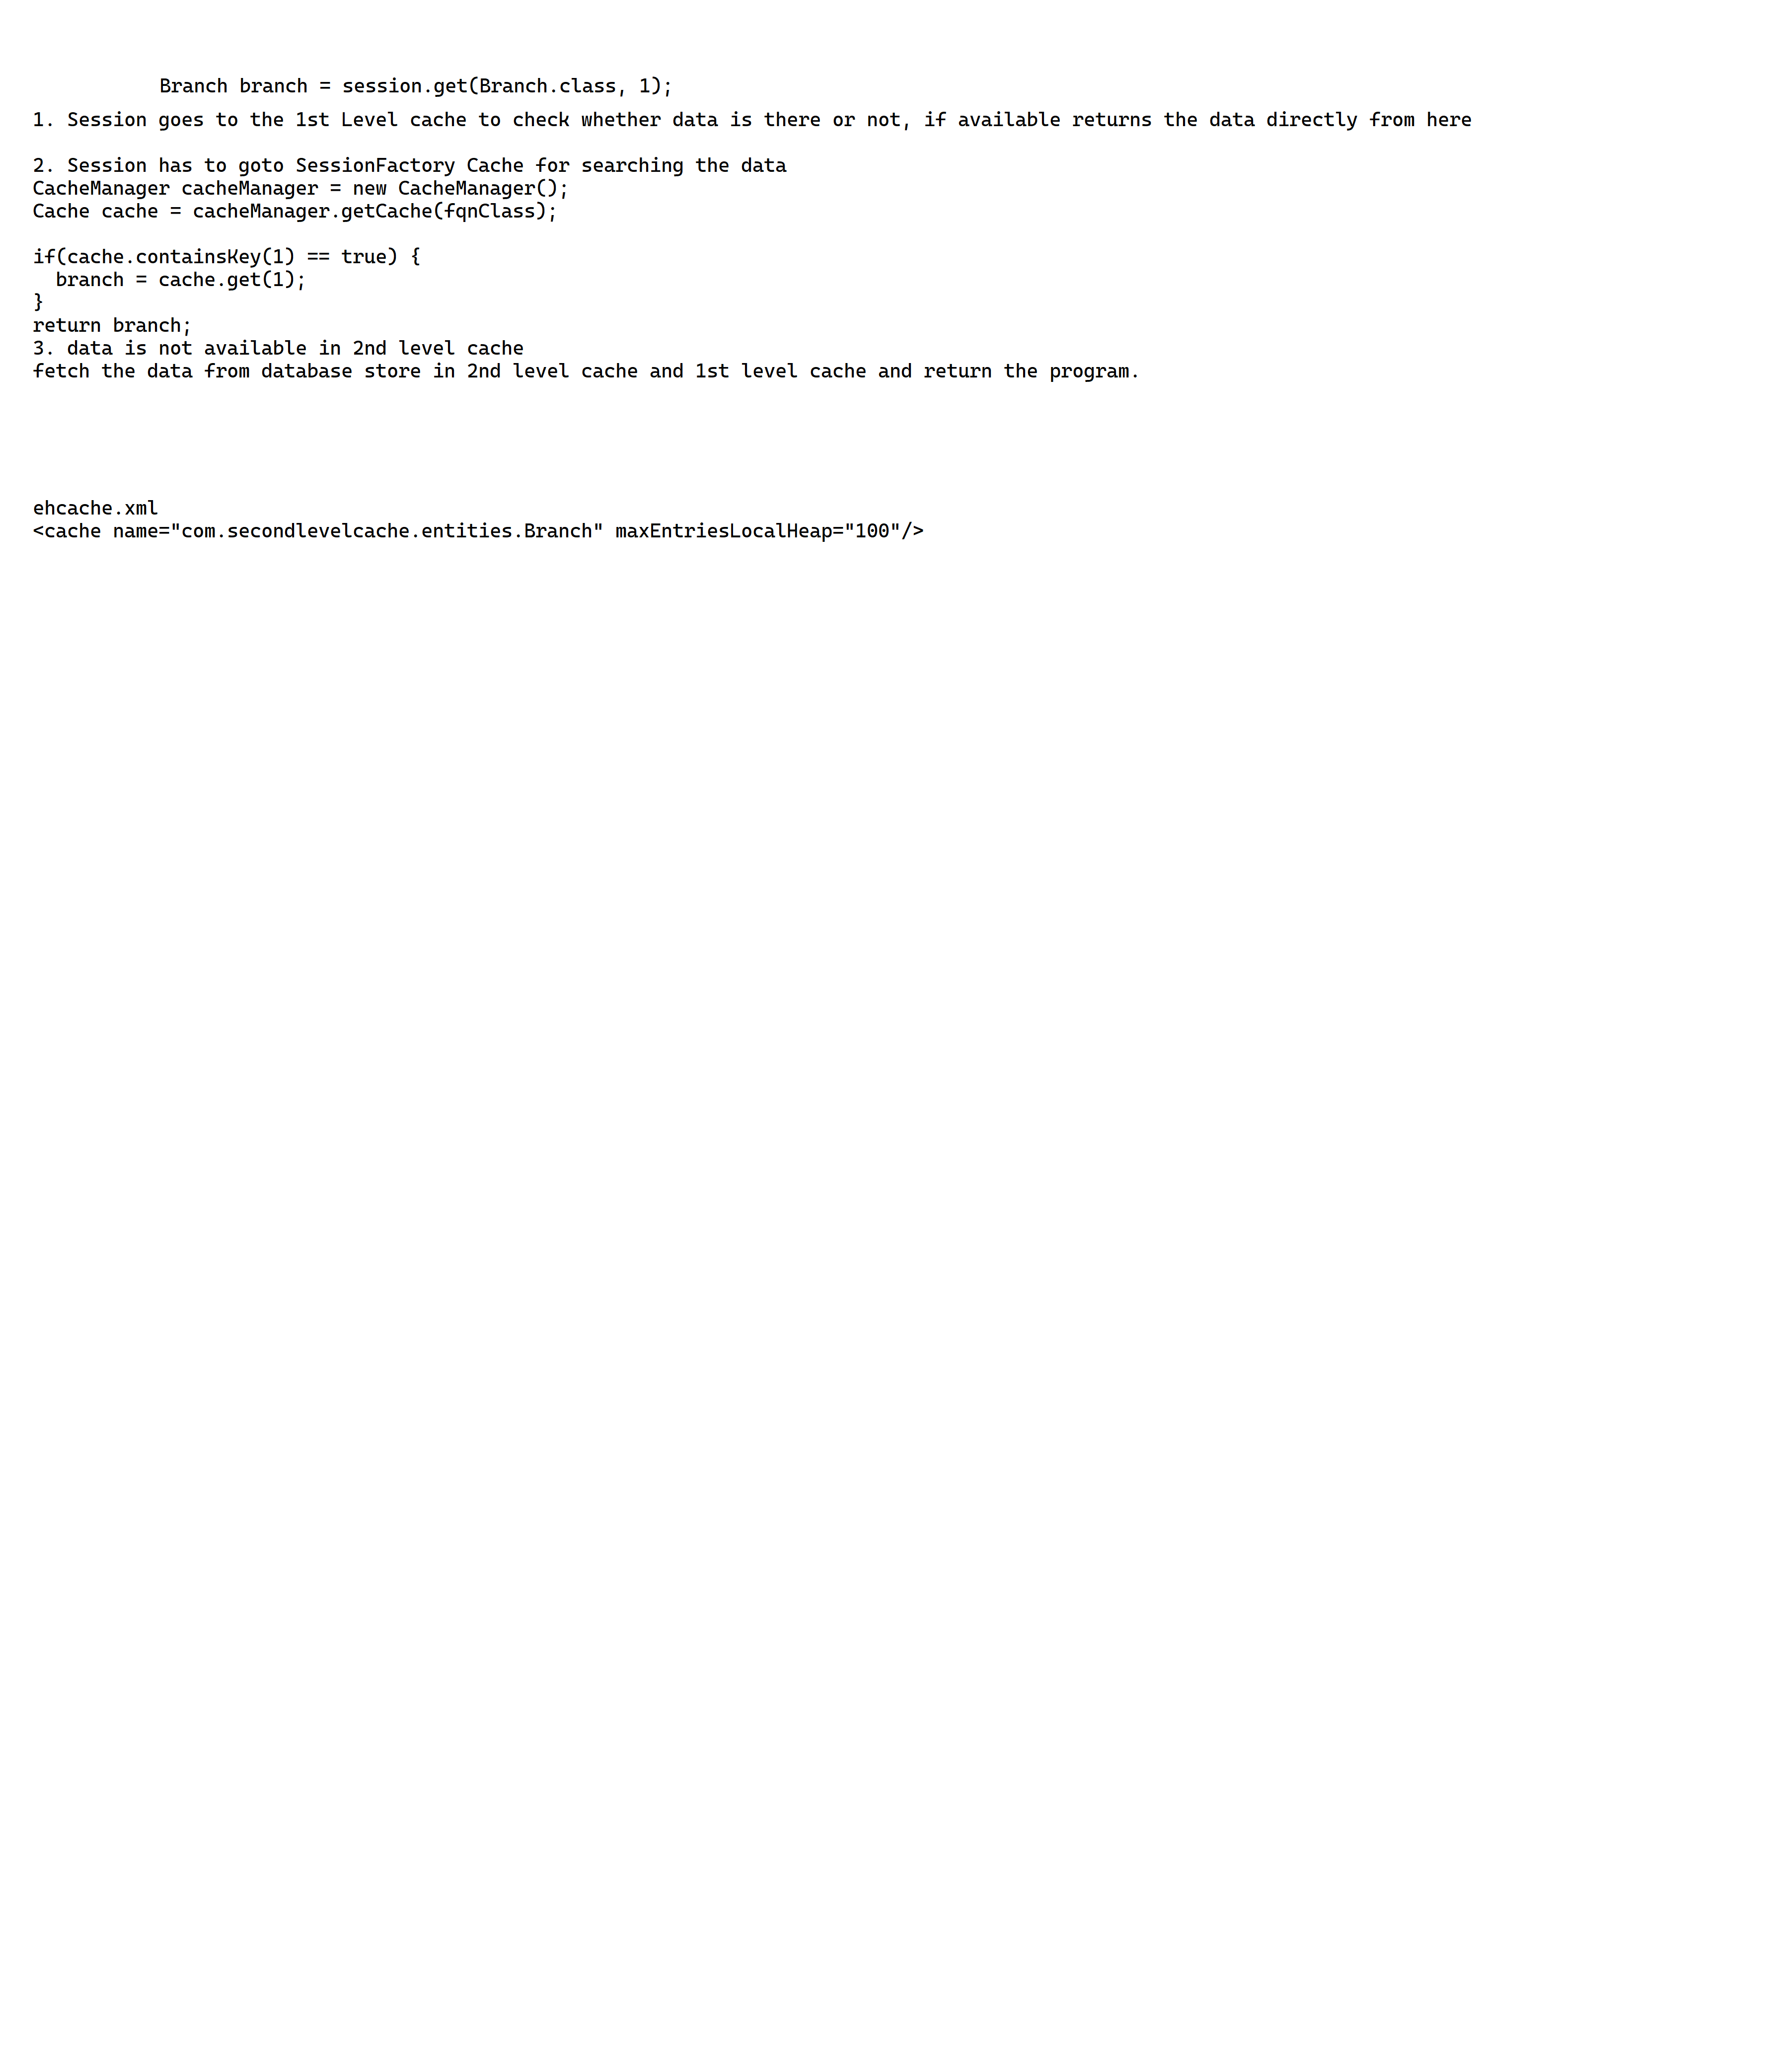 Branch branch = session.get(Branch.class, 1);
1. Session goes to the 1st Level cache to check whether data is there or not, if available returns the data directly from here
2. Session has to goto SessionFactory Cache for searching the data
CacheManager cacheManager = new CacheManager();
Cache cache = cacheManager.getCache(fqnClass);
if(cache.containsKey(1) == true) {
  branch = cache.get(1);
}
return branch;
3. data is not available in 2nd level cache
fetch the data from database store in 2nd level cache and 1st level cache and return the program.
ehcache.xml
<cache name="com.secondlevelcache.entities.Branch" maxEntriesLocalHeap="100"/>